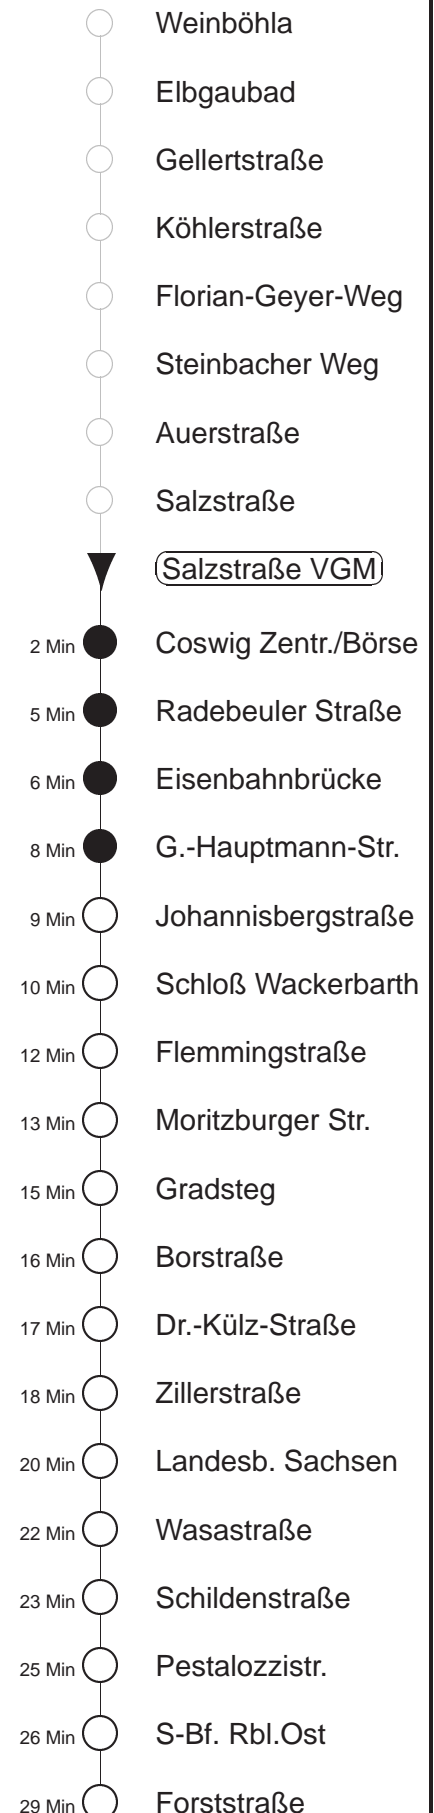 Weinböhla
Elbgaubad
Gellertstraße
Köhlerstraße
Florian-Geyer-Weg
Steinbacher Weg
Auerstraße
Salzstraße
Salzstraße VGM
2 Min Coswig Zentr./Börse
5 Min Radebeuler Straße
6 Min Eisenbahnbrücke
8 Min G.-Hauptmann-Str.
9 Min Johannisbergstraße
10 Min Schloß Wackerbarth
12 Min Flemmingstraße
13 Min Moritzburger Str.
15 Min Gradsteg
16 Min Borstraße
17 Min Dr.-Külz-Straße
18 Min Zillerstraße
20 Min Landesb. Sachsen
22 Min Wasastraße
23 Min Schildenstraße
25 Min Pestalozzistr.
26 Min S-Bf. Rbl.Ost
29 Min Forststraße